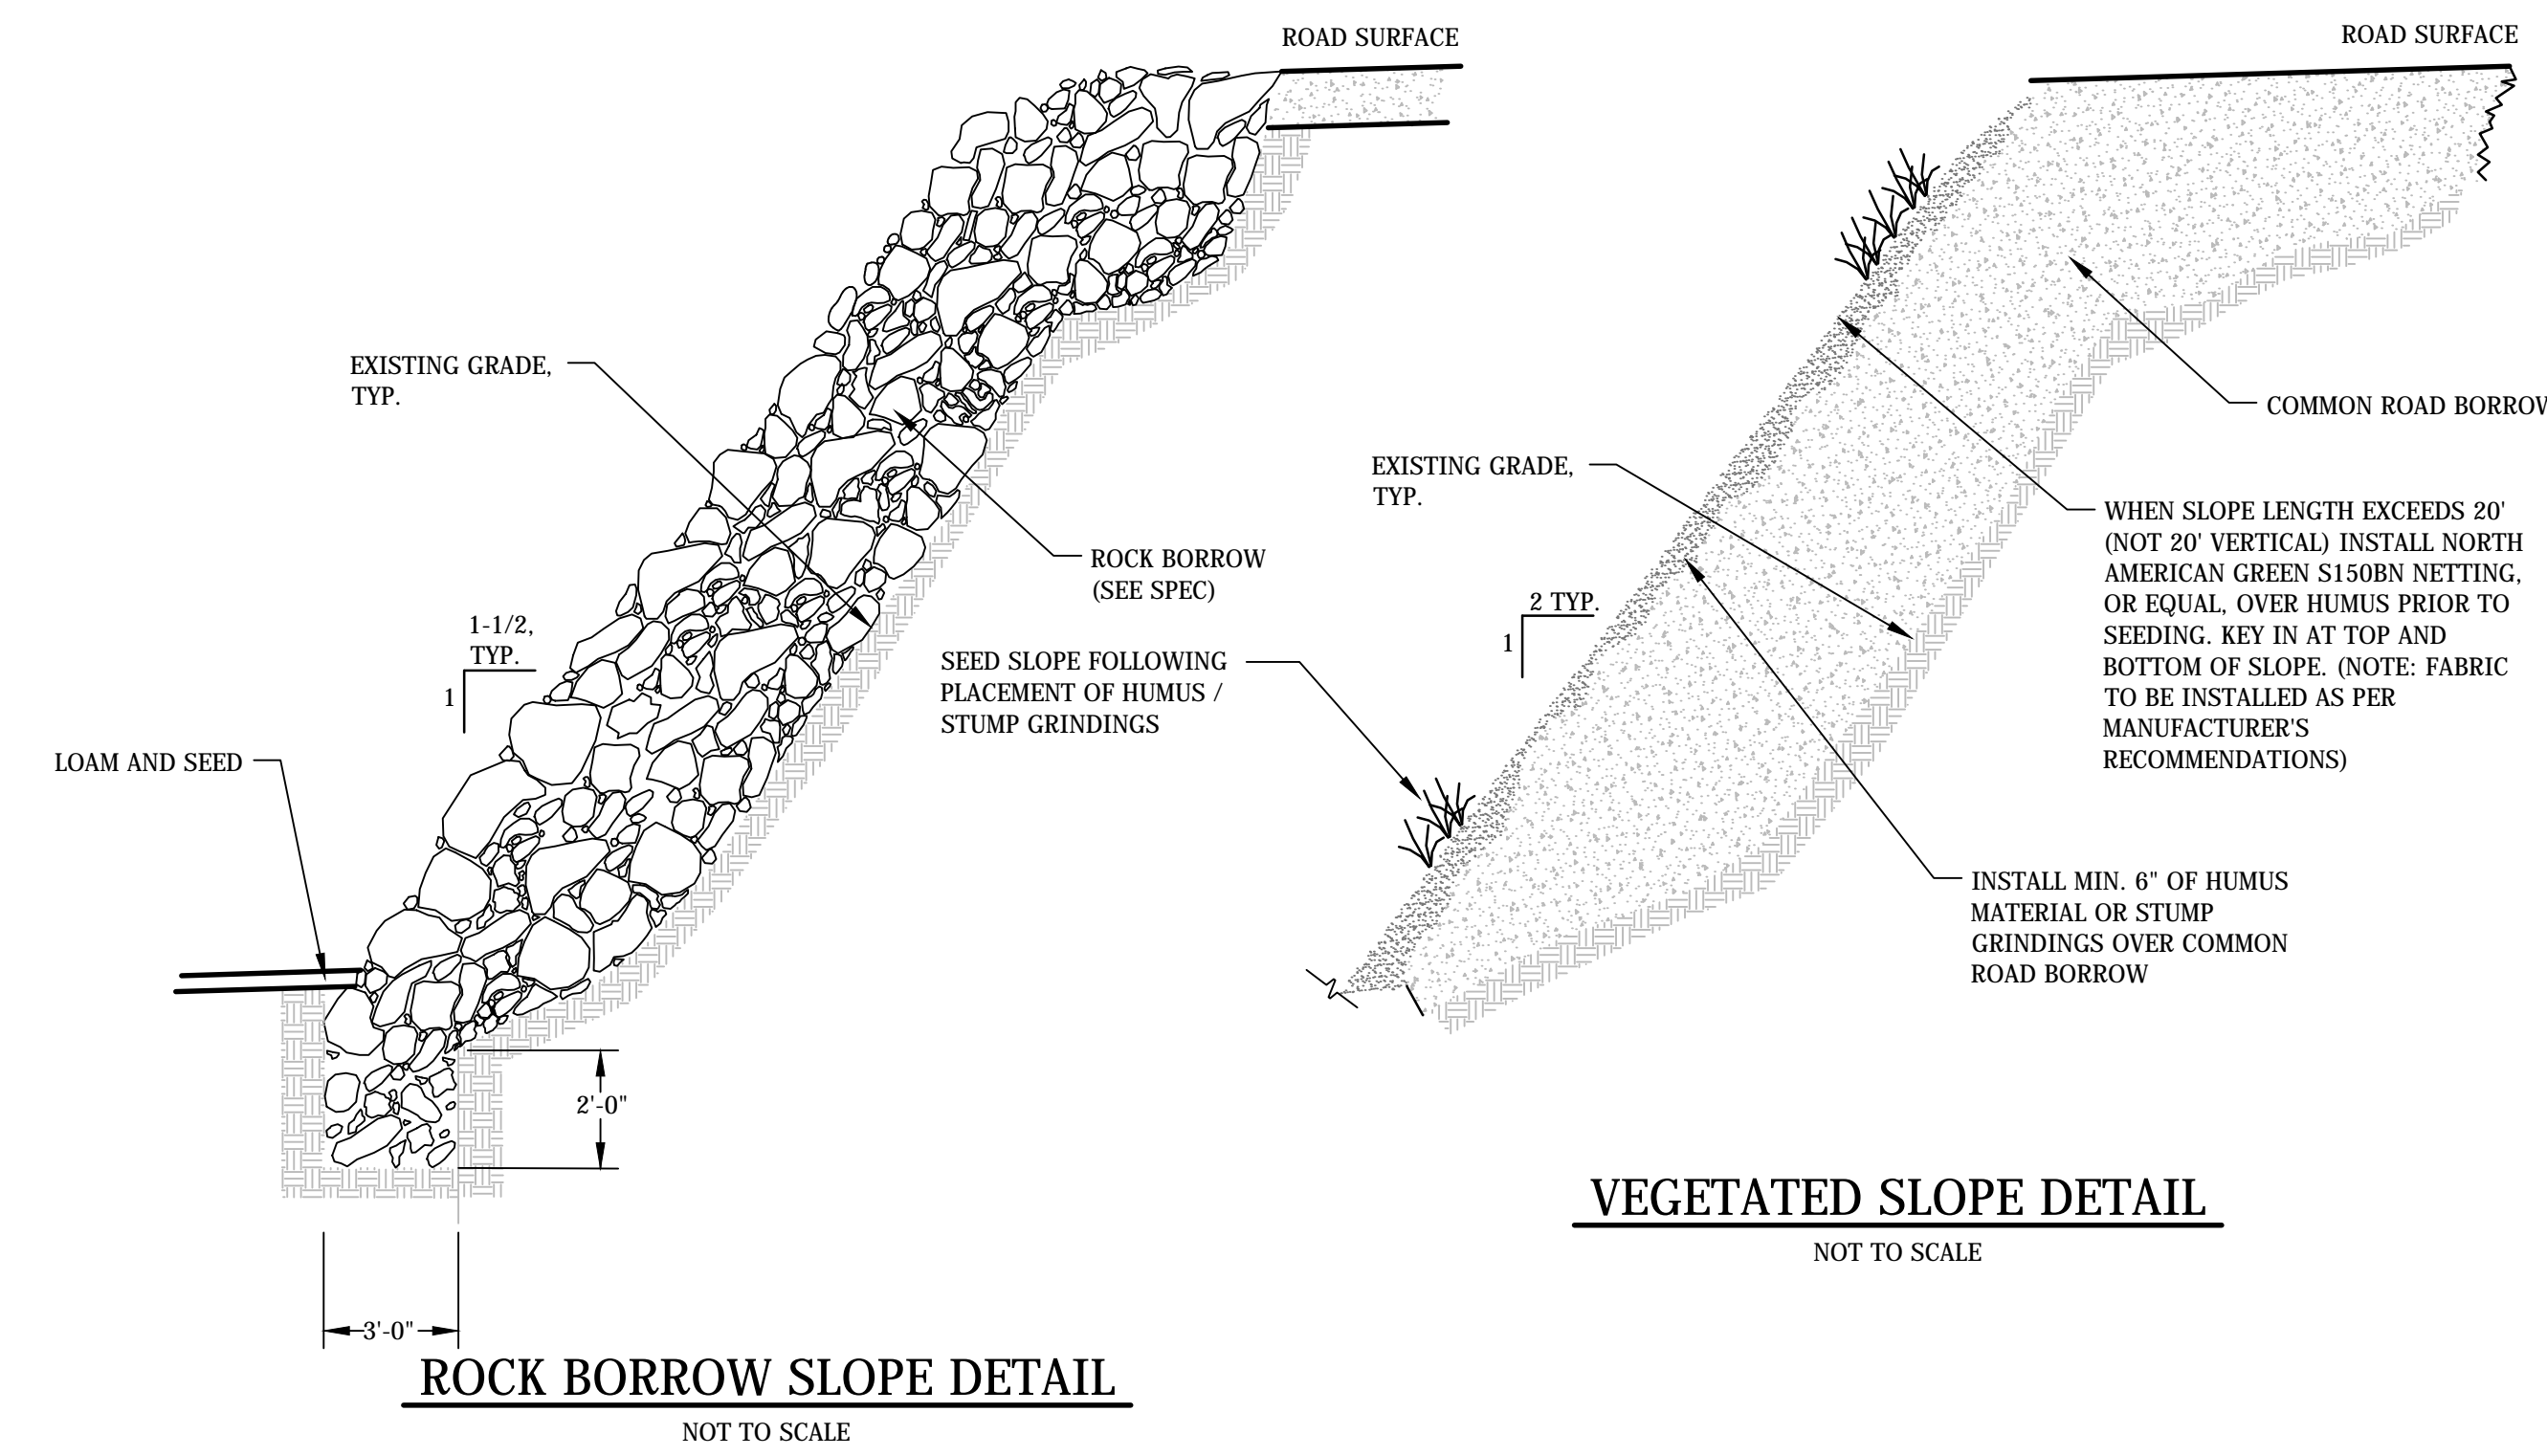 ROAD SURFACE
EXISTING GRADE,
TYP.
ROCK BORROW
(SEE SPEC)
1-1/2,
TYP.
1
LOAM AND SEED
2'-0"
3'-0"
ROCK BORROW SLOPE DETAIL
NOT TO SCALE
ROAD SURFACE
COMMON ROAD BORROW
EXISTING GRADE,
TYP.
WHEN SLOPE LENGTH EXCEEDS 20'
(NOT 20' VERTICAL) INSTALL NORTH
AMERICAN GREEN S150BN NETTING,
OR EQUAL, OVER HUMUS PRIOR TO
SEEDING. KEY IN AT TOP AND
BOTTOM OF SLOPE. (NOTE: FABRIC
TO BE INSTALLED AS PER
MANUFACTURER'S
RECOMMENDATIONS)
2 TYP.
1
SEED SLOPE FOLLOWING
PLACEMENT OF HUMUS /
STUMP GRINDINGS
INSTALL MIN. 6" OF HUMUS
MATERIAL OR STUMP
GRINDINGS OVER COMMON
ROAD BORROW
VEGETATED SLOPE DETAIL
NOT TO SCALE